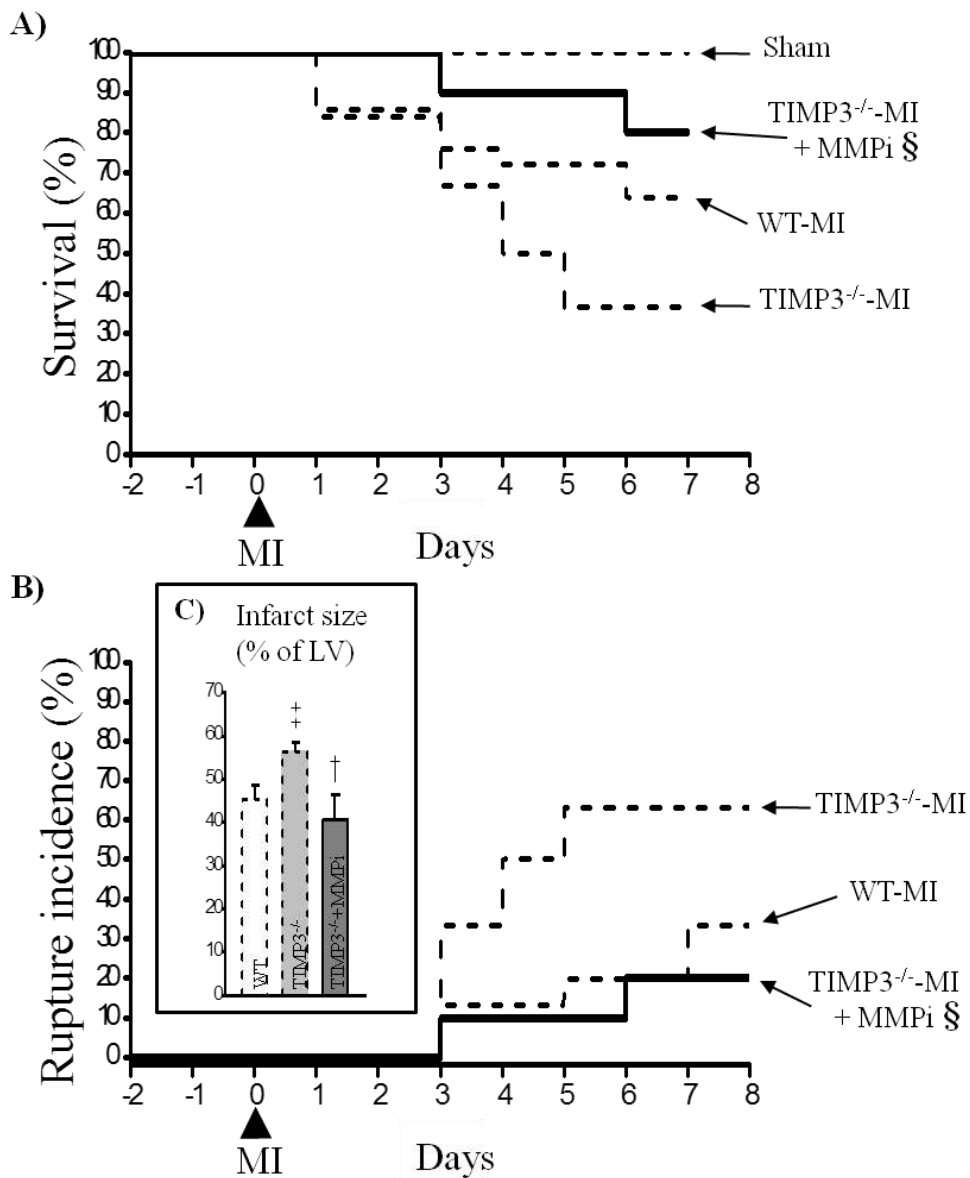 A)
Survival (%)
100
90
80
70
60
50
40
30
20
10
0
-2 -1 0 1 2 3 4 5 6 7 8
MI
Days
Sham
TIMP3-/--MI
+ MMPi §
WT-MI
TIMP3-/--MI
B)
Rupture incidence (%)
100
90
80
70
60
50
40
30
20
10
0
-2 -1 0 1 2 3 4 5 6 7 8
MI
Days
TIMP3-/--MI
WT-MI
TIMP3-/--MI
+ MMPi §
C) Infarct size
(% of LV)
70
60
50
40
30
20
10
0
‡
†
WT
TIMP3-/-
TIMP3-/-+MMPi